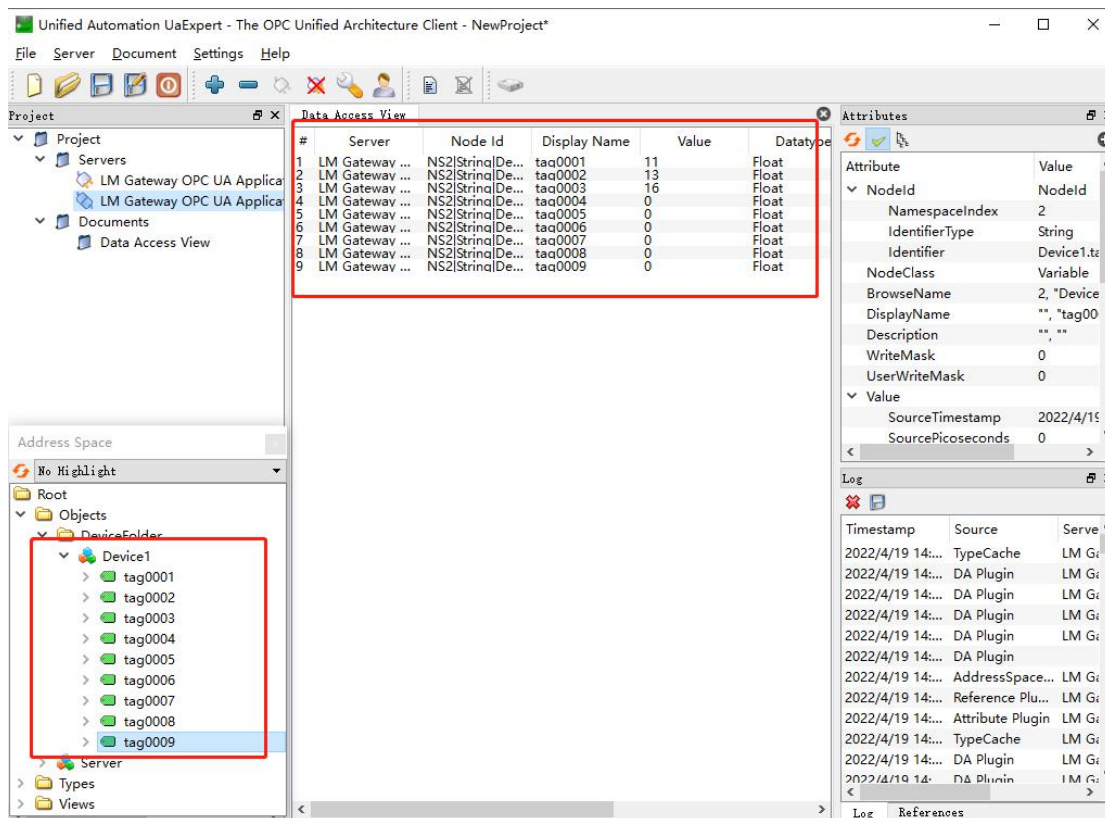 Unified Automation UaExpert - The OPC Unified Architecture Client - NewProject*
File Server Document Settings Help
Project
Project
Servers
LM Gateway OPC UA Applica
LM Gateway OPC UA Applica
Documents
Data Access View
Data Access View
# Server Node Id Display Name Value Datatype
1 LM Gateway ... NS2|String|De... tag0001 11 Float
2 LM Gateway ... NS2|String|De... tag0002 13 Float
3 LM Gateway ... NS2|String|De... tag0003 16 Float
4 LM Gateway ... NS2|String|De... tag0004 0 Float
5 LM Gateway ... NS2|String|De... tag0005 0 Float
6 LM Gateway ... NS2|String|De... tag0006 0 Float
7 LM Gateway ... NS2|String|De... tag0007 0 Float
8 LM Gateway ... NS2|String|De... tag0008 0 Float
9 LM Gateway ... NS2|String|De... tag0009 0 Float
Address Space
No Highlight
Root
Objects
DeviceFolder
Device1
tag0001
tag0002
tag0003
tag0004
tag0005
tag0006
tag0007
tag0008
tag0009
Server
Types
Views
Attributes
Attribute Value
NodeId NodeId
NamespaceIndex 2
IdentifierType String
Identifier Device1.ta
NodeClass Variable
BrowseName 2, "Device
DisplayName "", "tag00
Description "", ""
WriteMask 0
UserWriteMask 0
Value
SourceTimestamp 2022/4/19
SourcePicoseconds 0
Log
Timestamp Source Serve
2022/4/19 14:... TypeCache LM Ga
2022/4/19 14:... DA Plugin LM Ga
2022/4/19 14:... DA Plugin LM Ga
2022/4/19 14:... DA Plugin LM Ga
2022/4/19 14:... DA Plugin LM Ga
2022/4/19 14:... DA Plugin
2022/4/19 14:... AddressSpace... LM Ga
2022/4/19 14:... Reference Plu... LM Ga
2022/4/19 14:... Attribute Plugin LM Ga
2022/4/19 14:... TypeCache LM Ga
2022/4/19 14:... DA Plugin LM Ga
2022/4/19 14: DA Plugin LM Ga
Log References